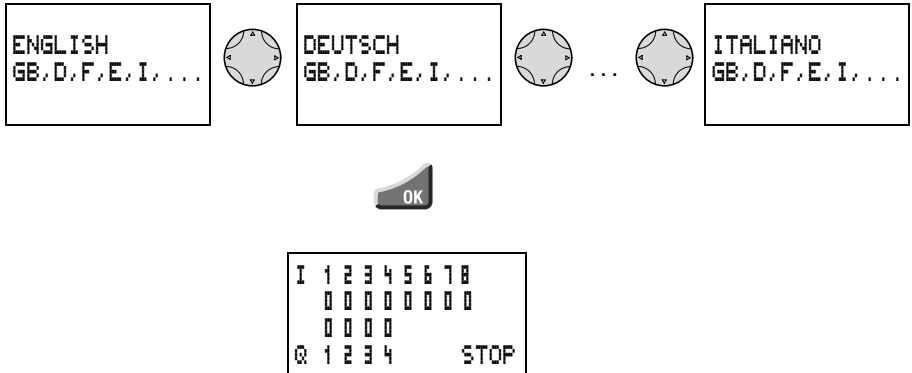 ENGLISH
GB,D,F,E,I,...
DEUTSCH
GB,D,F,E,I,...
...
ITALIANO
GB,D,F,E,I,...
OK
I 1 2 3 4 5 6 7 8
0 0 0 0 0 0 0 0
0 0 0 0
Q 1 2 3 4 STOP